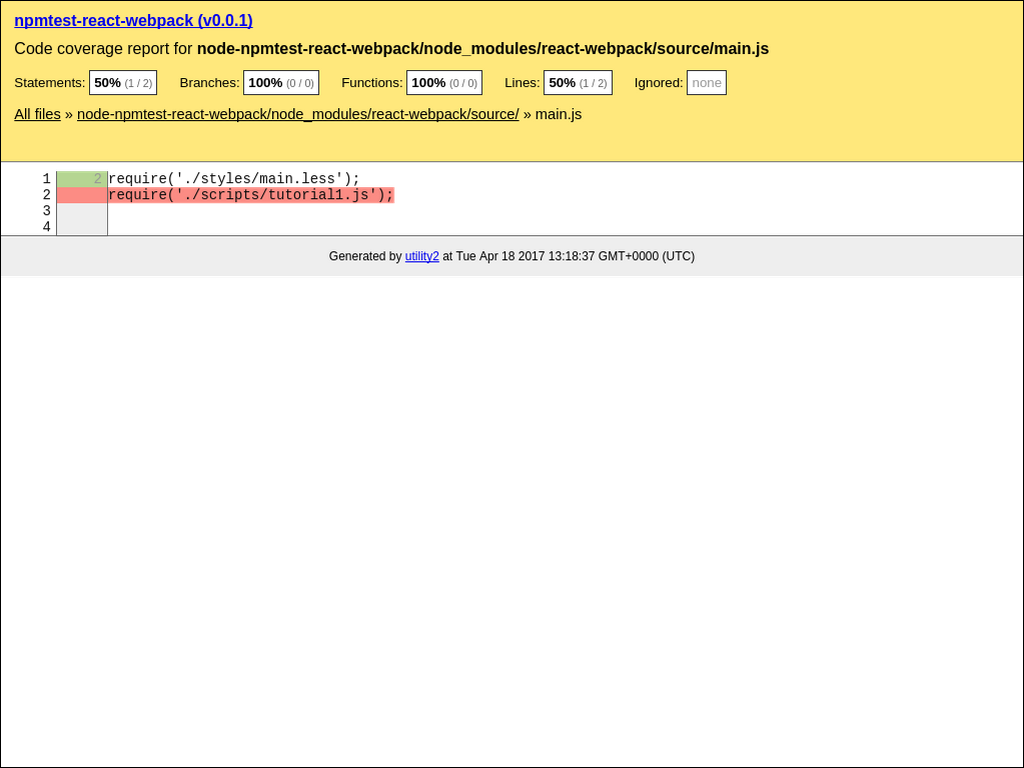 npmtest-react-webpack (v0.0.1)
Code coverage report for node-npmtest-react-webpack/node_modules/react-webpack/source/main.js
Statements: 50% (1 / 2) Branches: 100% (0 / 0) Functions: 100% (0 / 0) Lines: 50% (1 / 2) Ignored: none
All files » node-npmtest-react-webpack/node_modules/react-webpack/source/ » main.js
1 2 require('./styles/main.less');
2 require('./scripts/tutorial1.js');
3
4
Generated by utility2 at Tue Apr 18 2017 13:18:37 GMT+0000 (UTC)